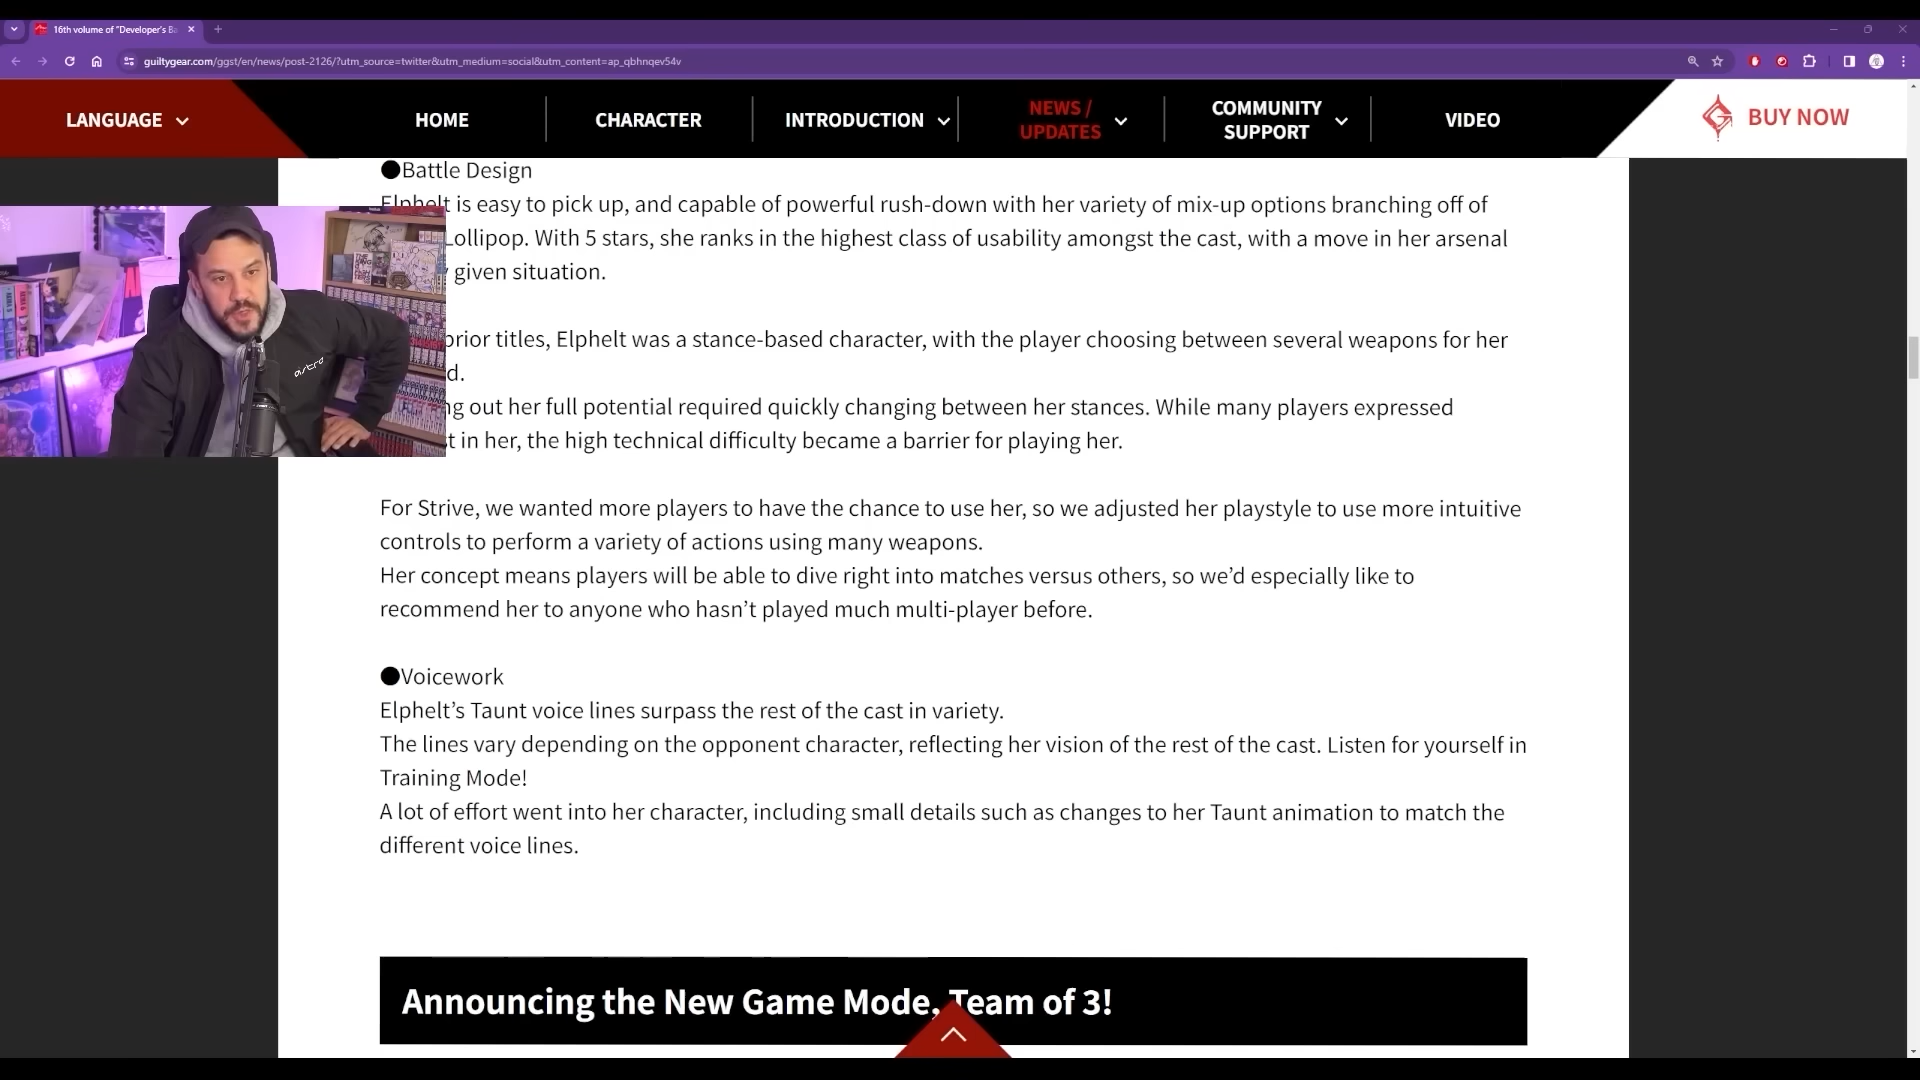 16th volume of "Developer's Ba
guiltygear.com/ggst/en/news/post-2126/?utm_source=twitter&utm_medium=social&utm_content=ap_qbhnqev54v
LANGUAGE
HOME
CHARACTER
INTRODUCTION
NEWS /
UPDATES
COMMUNITY
SUPPORT
VIDEO
BUY NOW
●Battle Design
Elphelt is easy to pick up, and capable of powerful rush-down with her variety of mix-up options branching off of
Lollipop. With 5 stars, she ranks in the highest class of usability amongst the cast, with a move in her arsenal
given situation.
prior titles, Elphelt was a stance-based character, with the player choosing between several weapons for her
d.
ng out her full potential required quickly changing between her stances. While many players expressed
t in her, the high technical difficulty became a barrier for playing her.
For Strive, we wanted more players to have the chance to use her, so we adjusted her playstyle to use more intuitive
controls to perform a variety of actions using many weapons.
Her concept means players will be able to dive right into matches versus others, so we'd especially like to
recommend her to anyone who hasn't played much multi-player before.
●Voicework
Elphelt's Taunt voice lines surpass the rest of the cast in variety.
The lines vary depending on the opponent character, reflecting her vision of the rest of the cast. Listen for yourself in
Training Mode!
A lot of effort went into her character, including small details such as changes to her Taunt animation to match the
different voice lines.
Announcing the New Game Mode, Team of 3!
astro